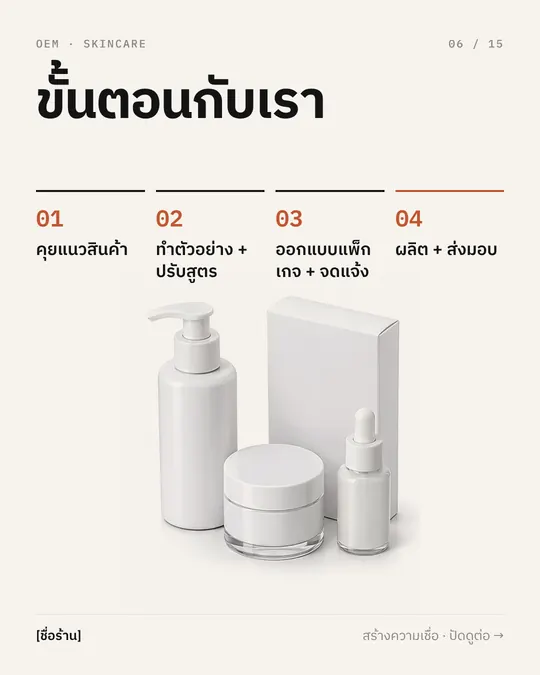 OEM · SKINCARE
06 / 15
ขั้นตอนกับเรา
01
คุยแนวสินค้า
02
ทำตัวอย่าง +
ปรับสูตร
03
ออกแบบแพ็ก
เกจ + จดแจ้ง
04
ผลิต + ส่งมอบ
[ชื่อร้าน]
สร้างความเชื่อ · ปัดดูต่อ →